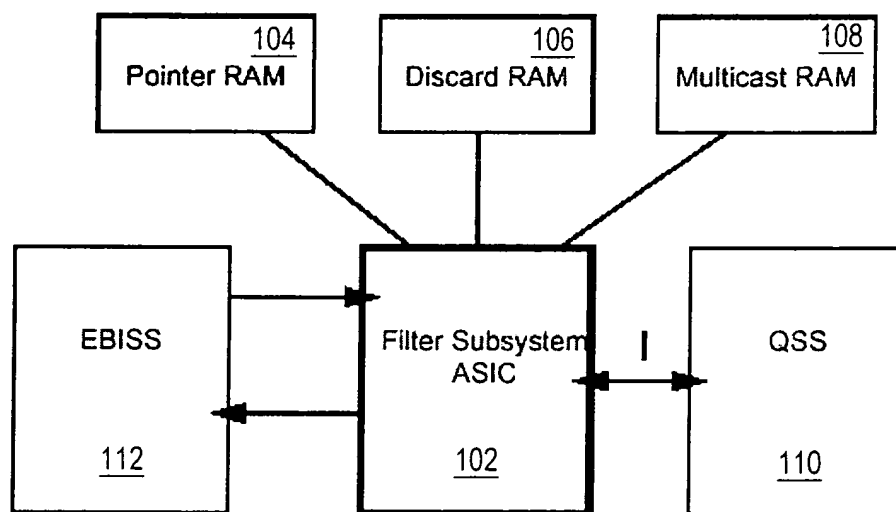 104
Pointer RAM
106
Discard RAM
108
Multicast RAM
EBISS
112
Filter Subsystem
ASIC
102
I
QSS
110